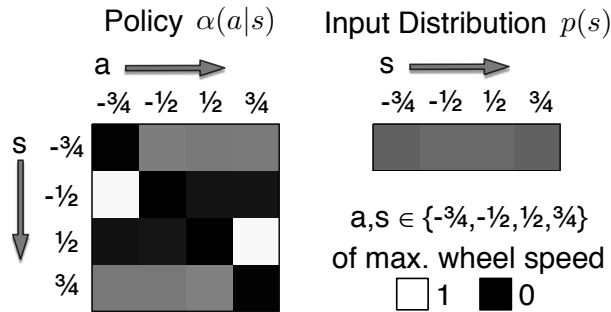 Policy α(a|s)
a
-¾ -½ ½ ¾
s
-¾
-½
½
¾
Input Distribution p(s)
s
-¾ -½ ½ ¾
a,s ∈ {-¾,-½,½,¾}
of max. wheel speed
1 0